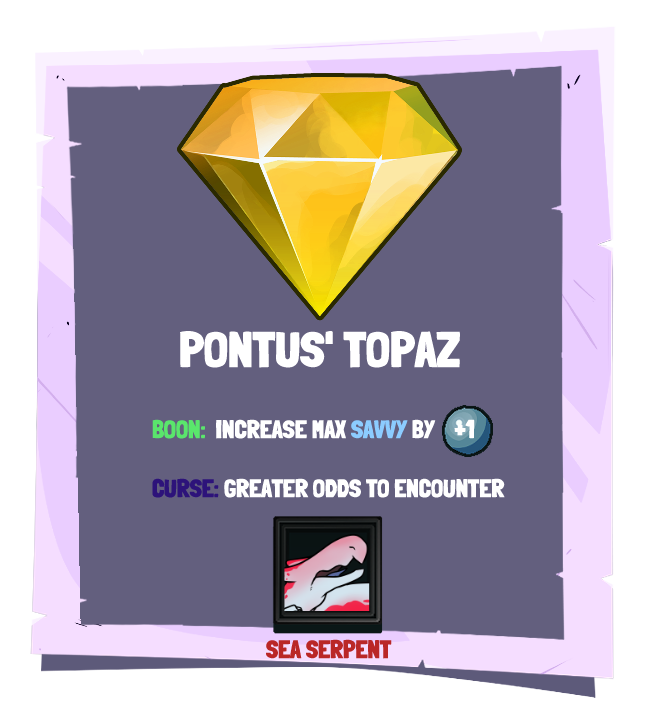 PONTUS' TOPAZ
BOON: INCREASE MAX SAVVY BY +1
CURSE: GREATER ODDS TO ENCOUNTER
SEA SERPENT